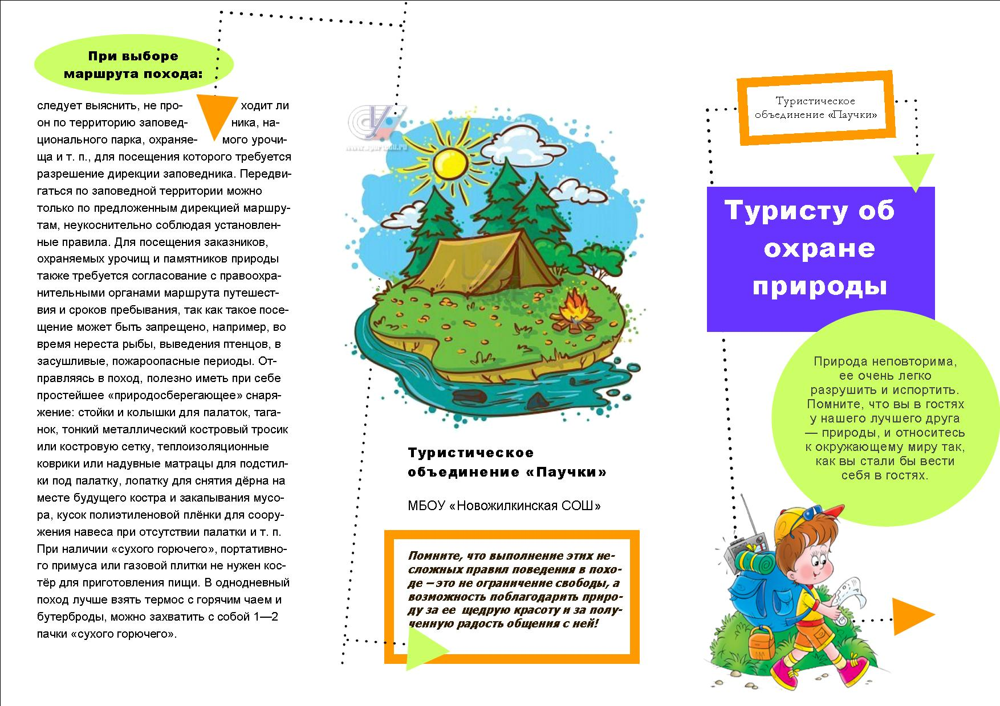 При выборе
маршрута похода:
следует выяснить, не про- ходит ли
он по территорию заповед- ника, на-
ционального парка, охраняе- мого урочи-
ща и т. п., для посещения которого требуется
разрешение дирекции заповедника. Передви-
гаться по заповедной территории можно
только по предложенным дирекцией маршру-
там, неукоснительно соблюдая установлен-
ные правила. Для посещения заказников,
охраняемых урочищ и памятников природы
также требуется согласование с правоохра-
нительными органами маршрута путешест-
вия и сроков пребывания, так как такое посе-
щение может быть запрещено, например, во
время нереста рыбы, выведения птенцов, в
засушливые, пожароопасные периоды. От-
правляясь в поход, полезно иметь при себе
простейшее «природосберегающее» снаря-
жение: стойки и колышки для палаток, тага-
нок, тонкий металлический костровый тросик
или костровую сетку, теплоизоляционные
коврики или надувные матрацы для подстил-
ки под палатку, лопатку для снятия дёрна на
месте будущего костра и закапывания мусо-
ра, кусок полиэтиленовой плёнки для соору-
жения навеса при отсутствии палатки и т. п.
При наличии «сухого горючего», портативно-
го примуса или газовой плитки не нужен кос-
тёр для приготовления пищи. В однодневный
поход лучше взять термос с горячим чаем и
бутерброды, можно захватить с собой 1—2
пачки «сухого горючего».
Туристическое
объединение «Паучки»
МБОУ «Новожилкинская СОШ»
Помните, что выполнение этих не-
сложных правил поведения в похо-
де – это не ограничение свободы, а
возможность поблагодарить приро-
ду за ее щедрую красоту и за полу-
ченную радость общения с ней!
Туристическое
объединение «Паучки»
Туристу об
охране
природы
Природа неповторима,
ее очень легко
разрушить и испортить.
Помните, что вы в гостях
у нашего лучшего друга
— природы, и относитесь
к окружающему миру так,
как вы стали бы вести
себя в гостях.